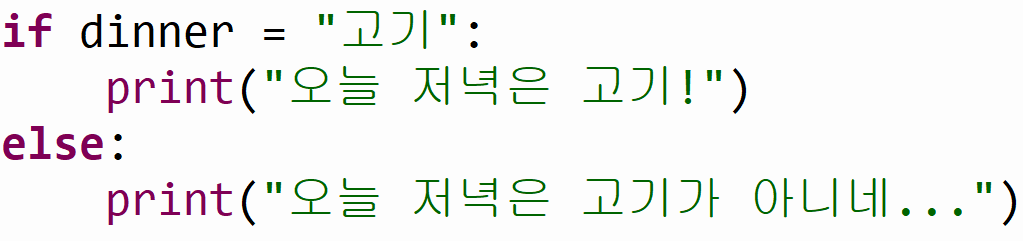 if dinner = "고기":
    print("오늘 저녁은 고기!")
else:
    print("오늘 저녁은 고기가 아니네...")